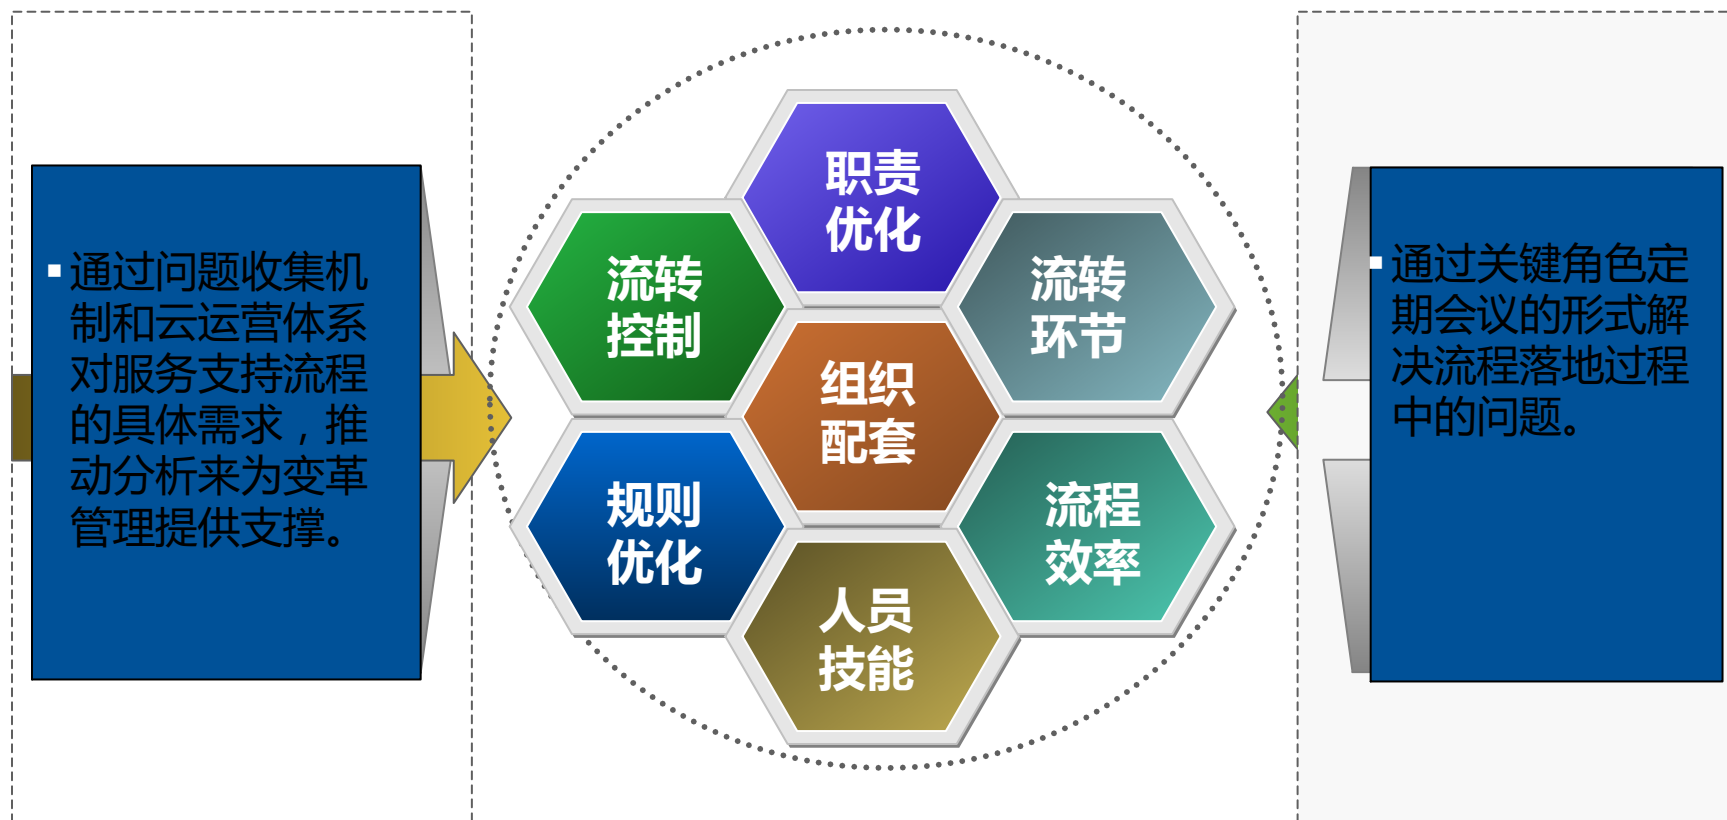 通过问题收集机
制和云运营体系
对服务支持流程
的具体需求，推
动分析来为变革
管理提供支撑。
职责
优化
流转
控制
流转
环节
组织
配套
规则
优化
流程
效率
人员
技能
通过关键角色定
期会议的形式解
决流程落地过程
中的问题。